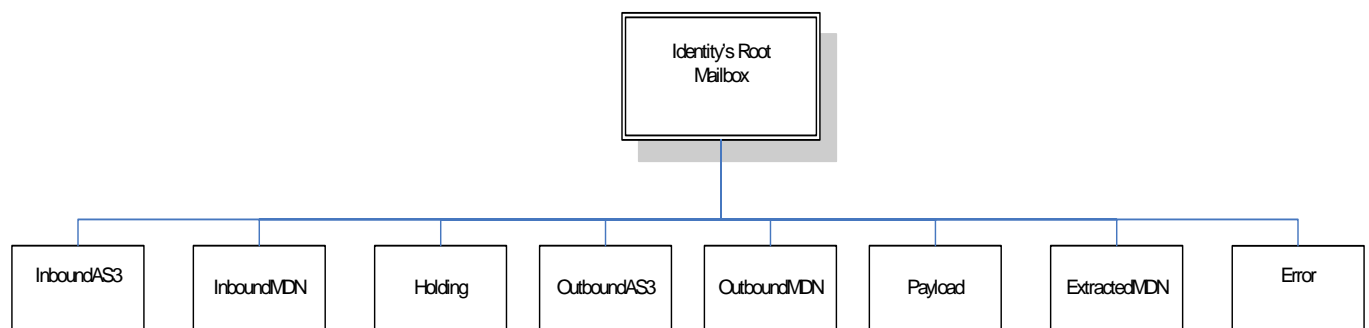 Identity's Root
Mailbox
InboundAS3
InboundMDN
Holding
OutboundAS3
OutboundMDN
Payload
ExtractedMDN
Error